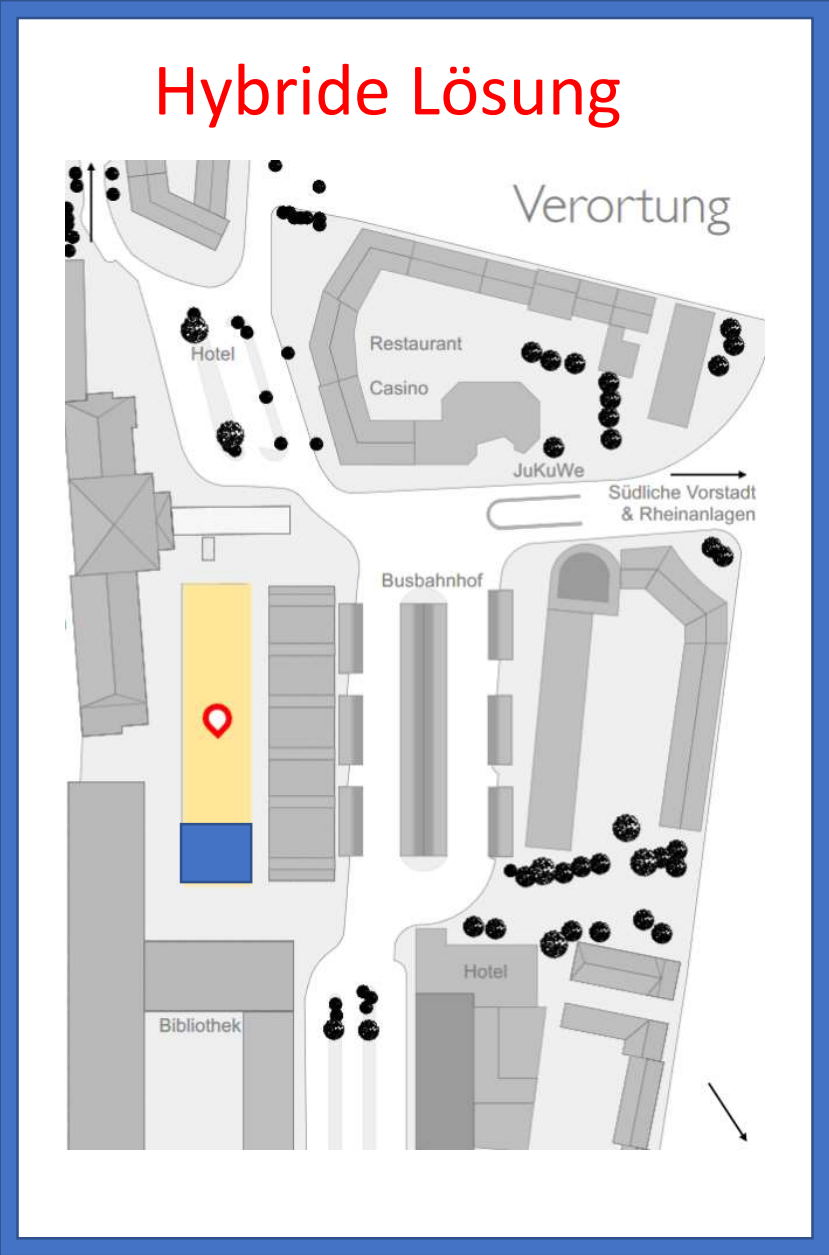 Hybride Lösung
Verortung
Hotel
Restaurant
Casino
JuKuWe
Südliche Vorstadt
& Rheinanlagen
Busbahnhof
Hotel
Bibliothek